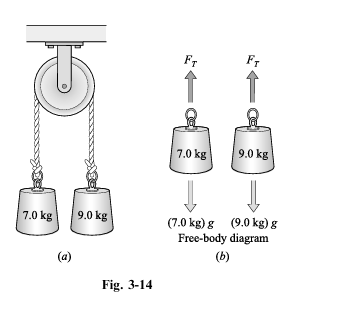 F_T F_T
7.0 kg 9.0 kg
7.0 kg 9.0 kg
(7.0 kg) g (9.0 kg) g
Free-body diagram
(a) (b)
Fig. 3-14